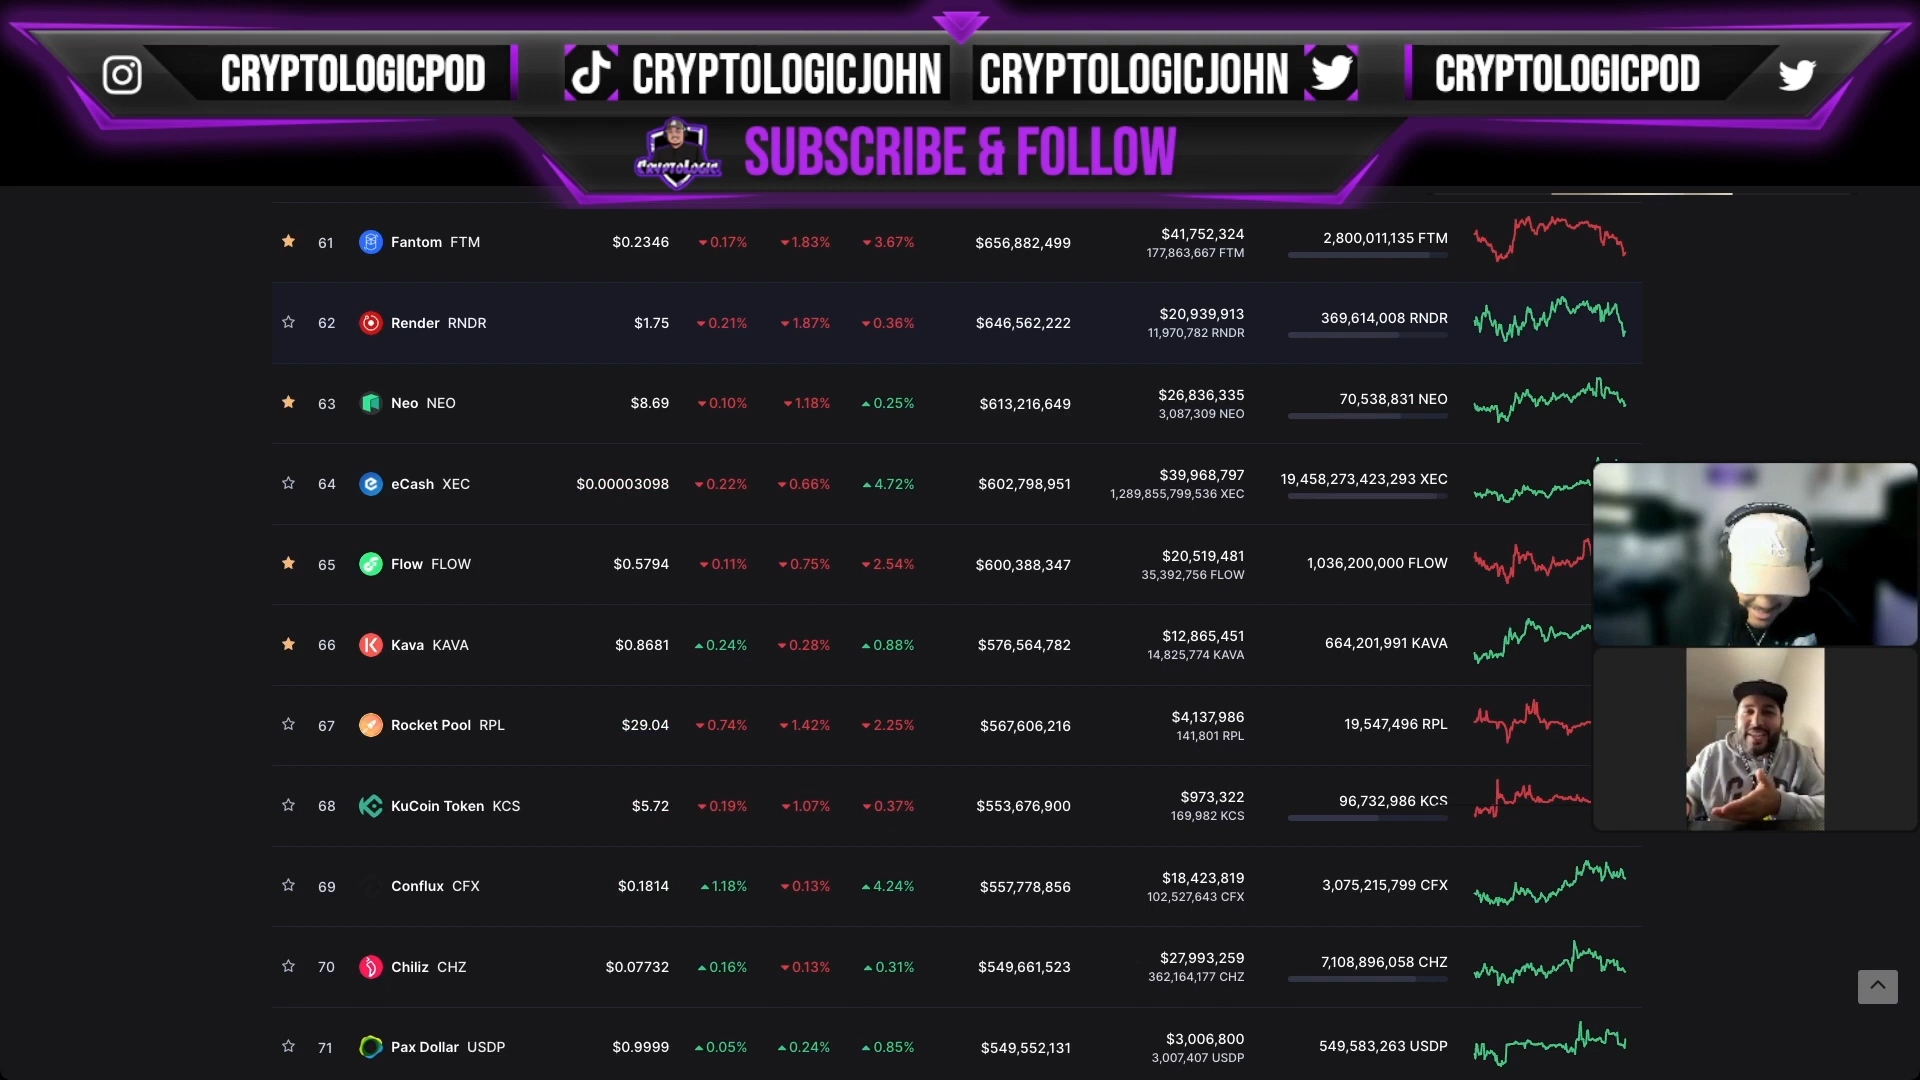 CRYPTOLOGICPOD
CRYPTOLOGICJOHN
CRYPTOLOGICJOHN
CRYPTOLOGICPOD
CRYPTOLOGIC
SUBSCRIBE & FOLLOW
61 Fantom FTM $0.2346 0.17% 1.83% 3.67% $656,882,499 $41,752,324 2,800,011,135 FTM
177,863,667 FTM
62 Render RNDR $1.75 0.21% 1.87% 0.36% $646,562,222 $20,939,913 369,614,008 RNDR
11,970,782 RNDR
63 Neo NEO $8.69 0.10% 1.18% 0.25% $613,216,649 $26,836,335 70,538,831 NEO
3,087,309 NEO
64 eCash XEC $0.00003098 0.22% 0.66% 4.72% $602,798,951 $39,968,797 19,458,273,423,293 XEC
1,289,855,799,536 XEC
65 Flow FLOW $0.5794 0.11% 0.75% 2.54% $600,388,347 $20,519,481 1,036,200,000 FLOW
35,392,756 FLOW
66 Kava KAVA $0.8681 0.24% 0.28% 0.88% $576,564,782 $12,865,451 664,201,991 KAVA
14,825,774 KAVA
67 Rocket Pool RPL $29.04 0.74% 1.42% 2.25% $567,606,216 $4,137,986 19,547,496 RPL
141,801 RPL
68 KuCoin Token KCS $5.72 0.19% 1.07% 0.37% $553,676,900 $973,322 96,732,986 KCS
169,982 KCS
69 Conflux CFX $0.1814 1.18% 0.13% 4.24% $557,778,856 $18,423,819 3,075,215,799 CFX
102,527,643 CFX
70 Chiliz CHZ $0.07732 0.16% 0.13% 0.31% $549,661,523 $27,993,259 7,108,896,058 CHZ
362,164,177 CHZ
71 Pax Dollar USDP $0.9999 0.05% 0.24% 0.85% $549,552,131 $3,006,800 549,583,263 USDP
3,007,407 USDP